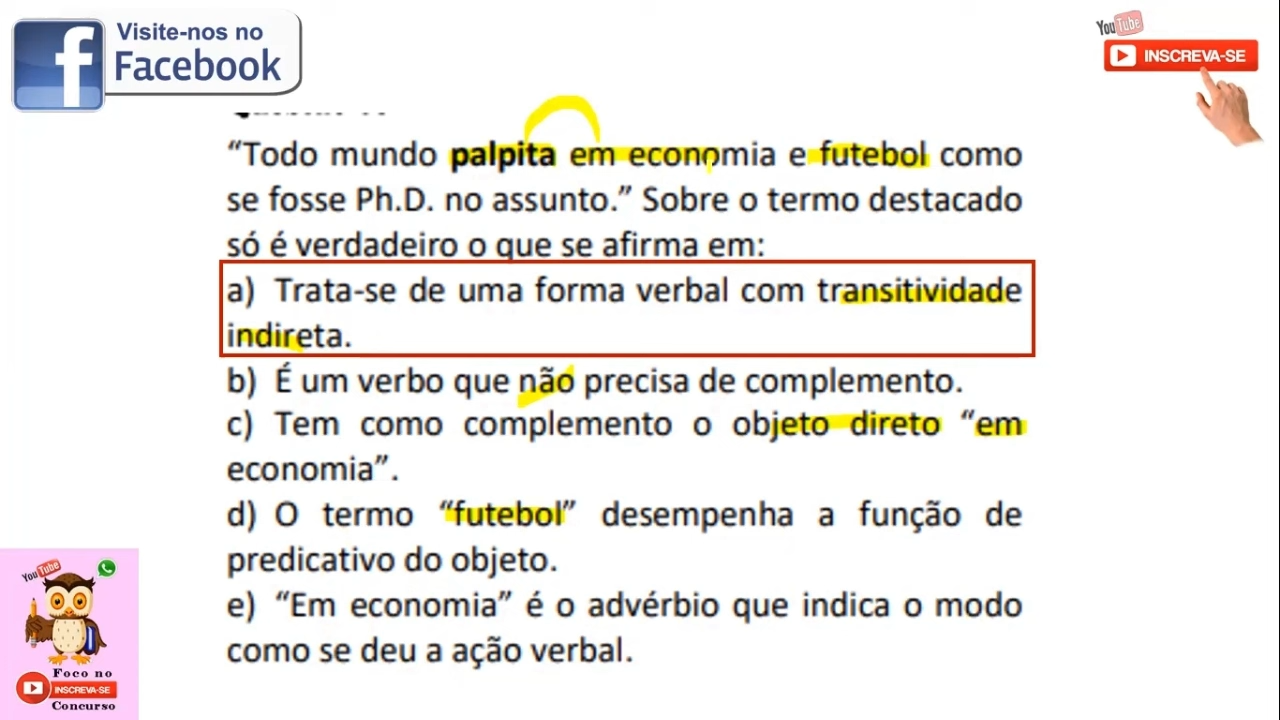 Visite-nos no
Facebook
YouTube
INSCREVA-SE
“Todo mundo palpita em economia e futebol como
se fosse Ph.D. no assunto.” Sobre o termo destacado
só é verdadeiro o que se afirma em:
a) Trata-se de uma forma verbal com transitividade
indireta.
b) É um verbo que não precisa de complemento.
c) Tem como complemento o objeto direto “em
economia”.
d) O termo “futebol” desempenha a função de
predicativo do objeto.
e) “Em economia” é o advérbio que indica o modo
como se deu a ação verbal.
YouTube
Foco no
INSCREVA-SE
Concurso